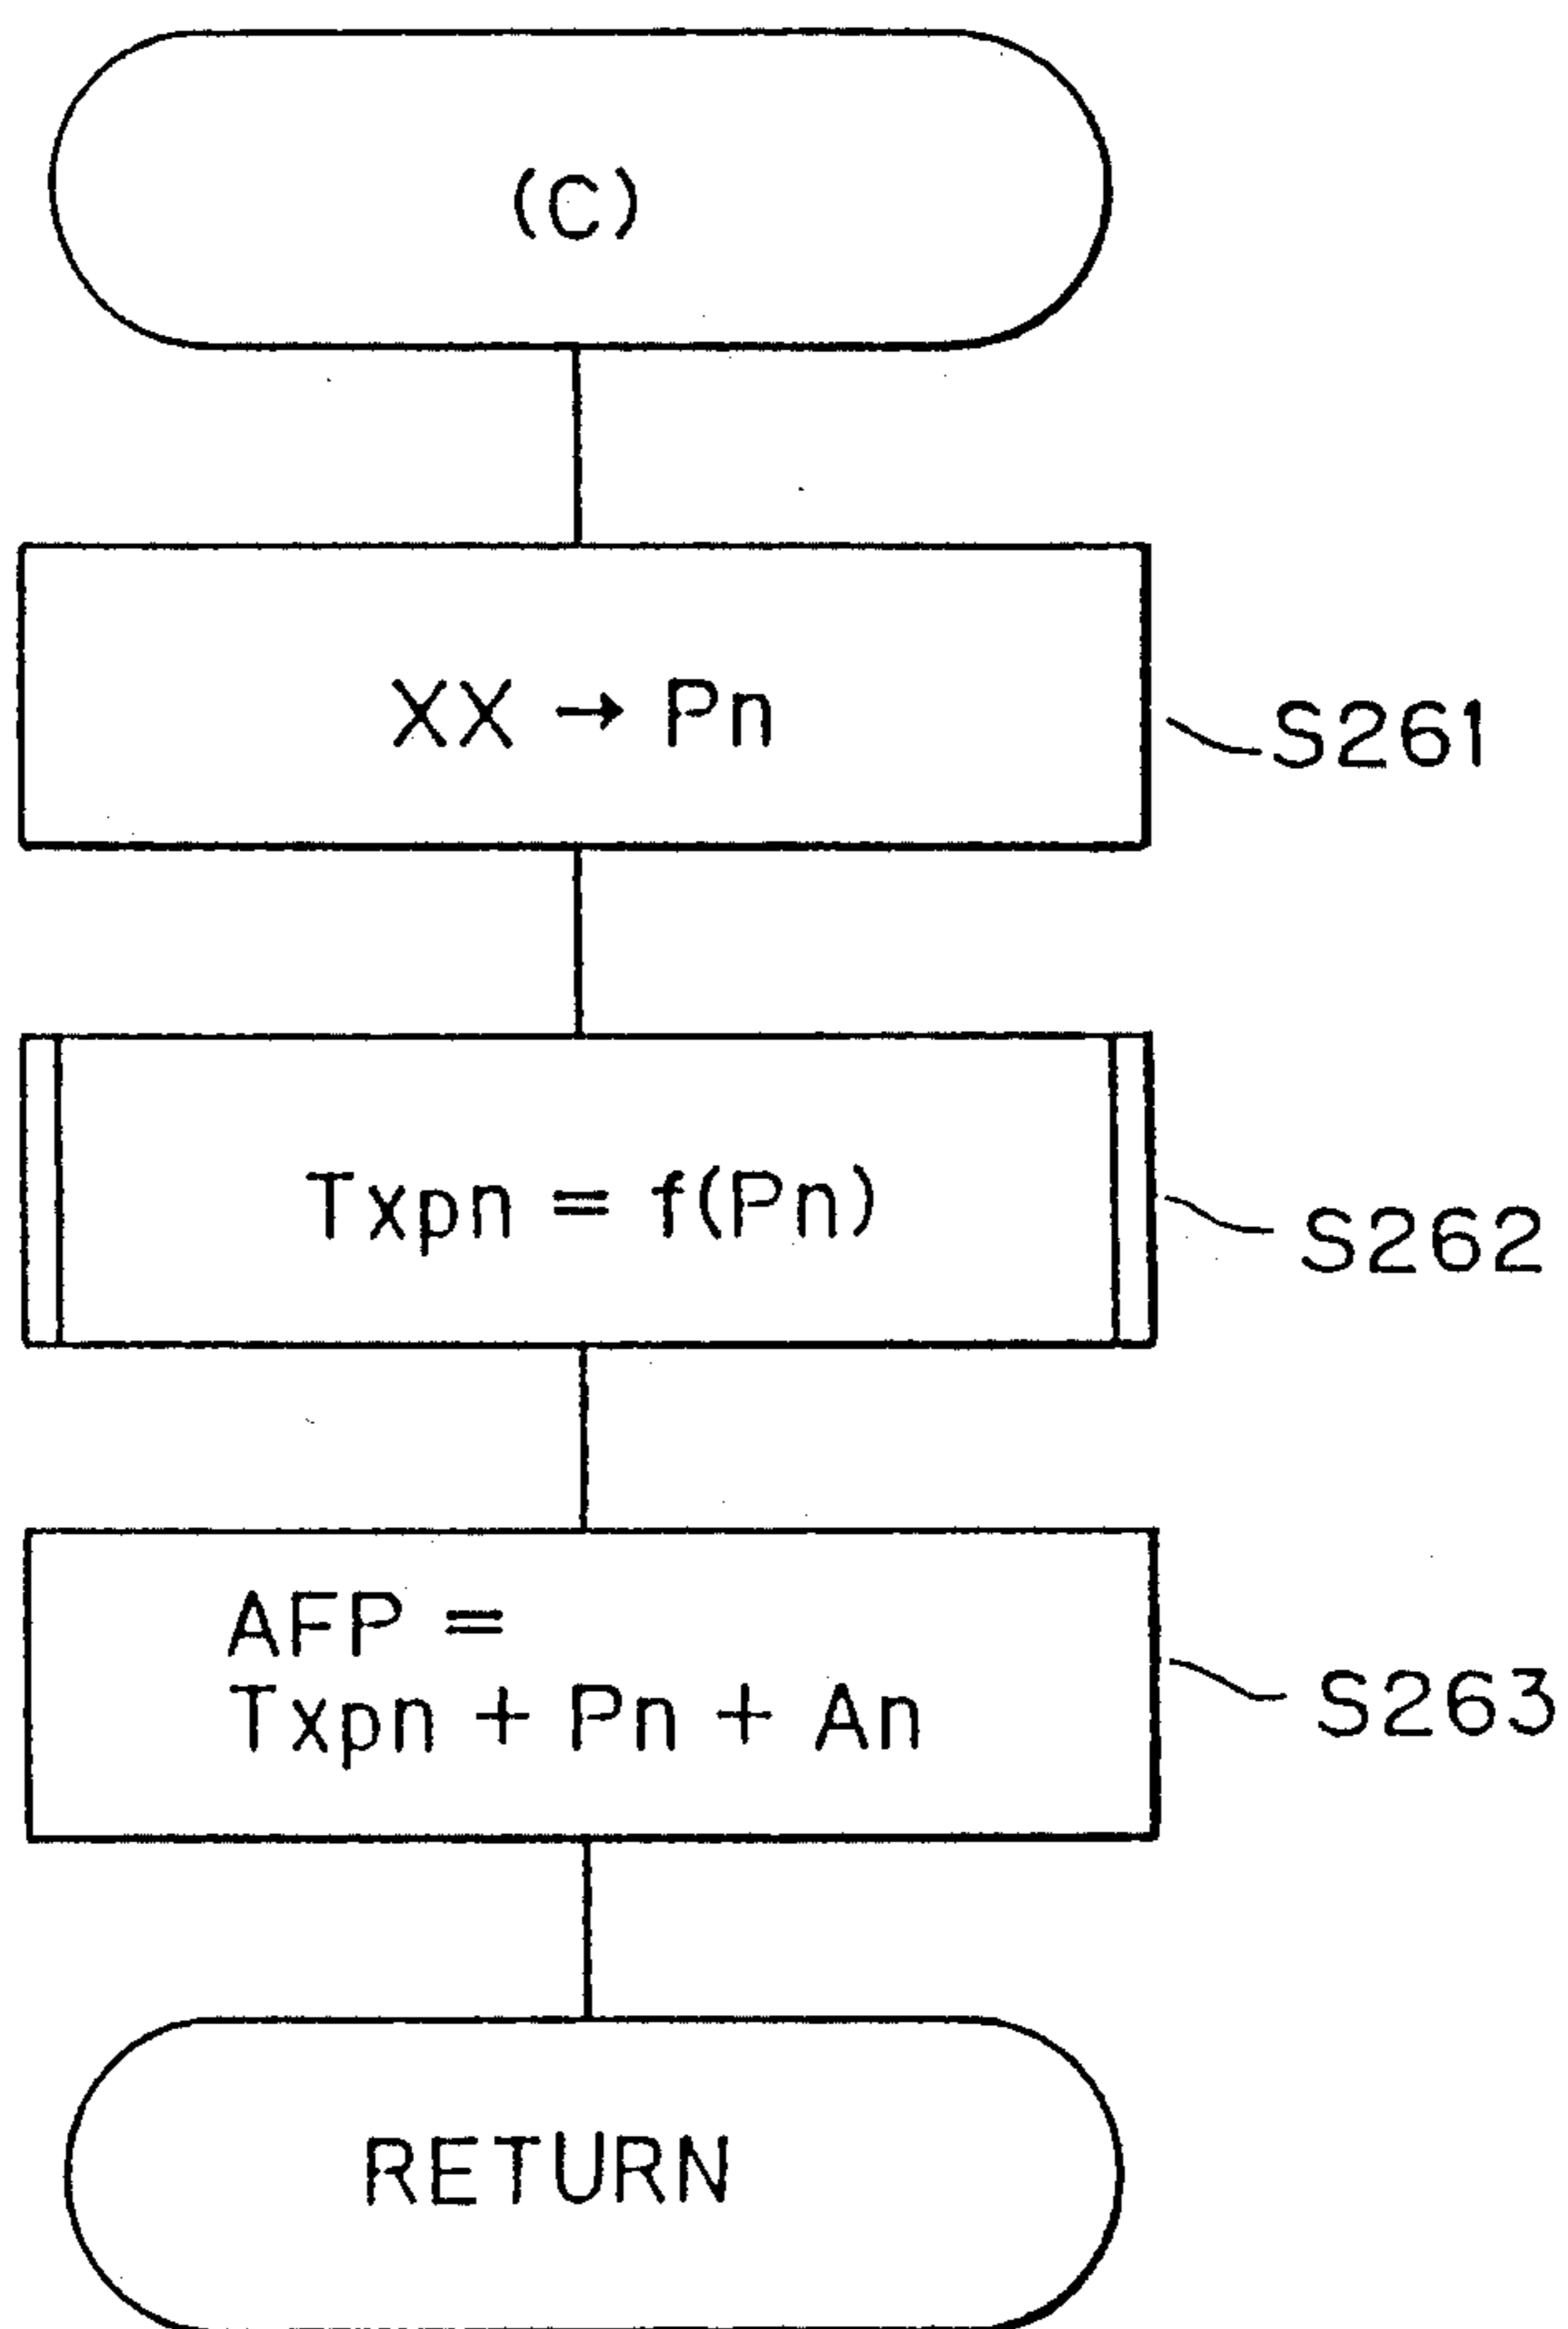 (C)
XX → Pn
S261
Txpn = f(Pn)
S262
AFP =
Txpn + Pn + An
S263
RETURN